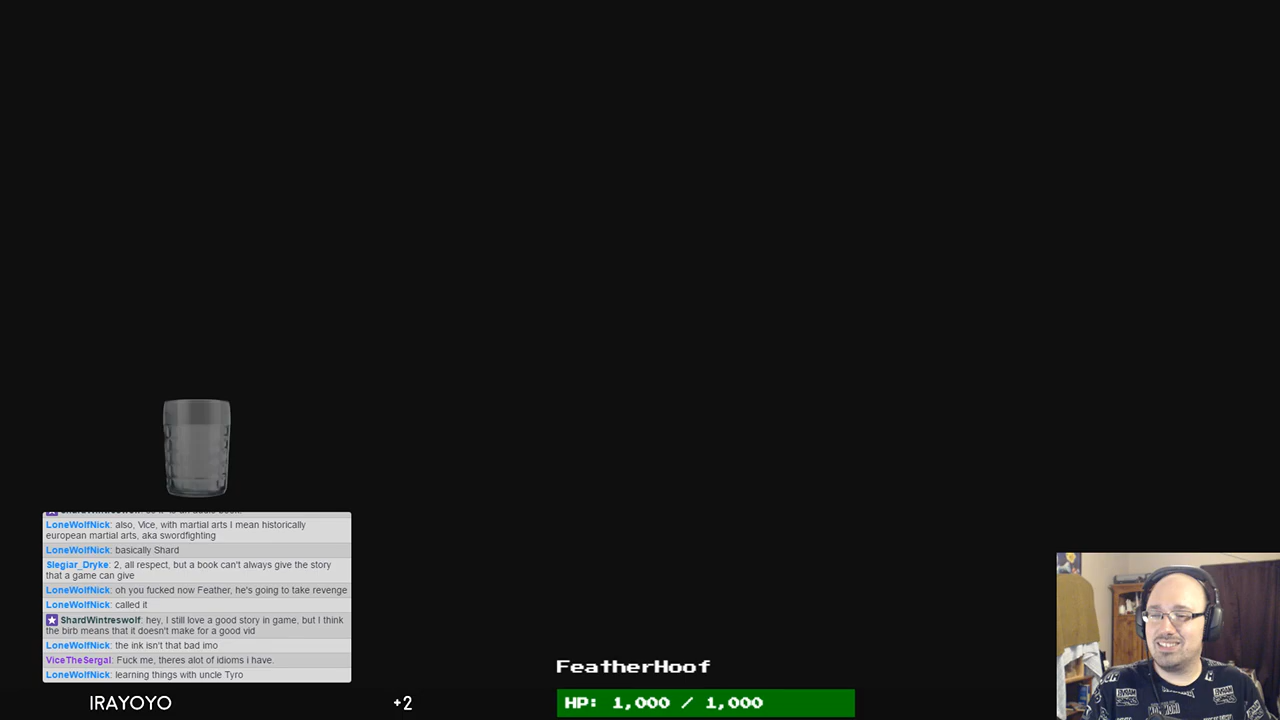 LoneWolfNick: also, Vice, with martial arts I mean historically
european martial arts, aka swordfighting
LoneWolfNick: basically Shard
Slegiar_Dryke: 2, all respect, but a book can't always give the story
that a game can give
LoneWolfNick: oh you fucked now Feather, he's going to take revenge
LoneWolfNick: called it
ShardWintreswolf: hey, I still love a good story in game, but I think
the birb means that it doesn't make for a good vid
LoneWolfNick: the ink isn't that bad imo
ViceTheSergal: Fuck me, theres alot of idioms i have.
LoneWolfNick: learning things with uncle Tyro
IRAYOYO +2
FeatherHoof
HP: 1,000 / 1,000